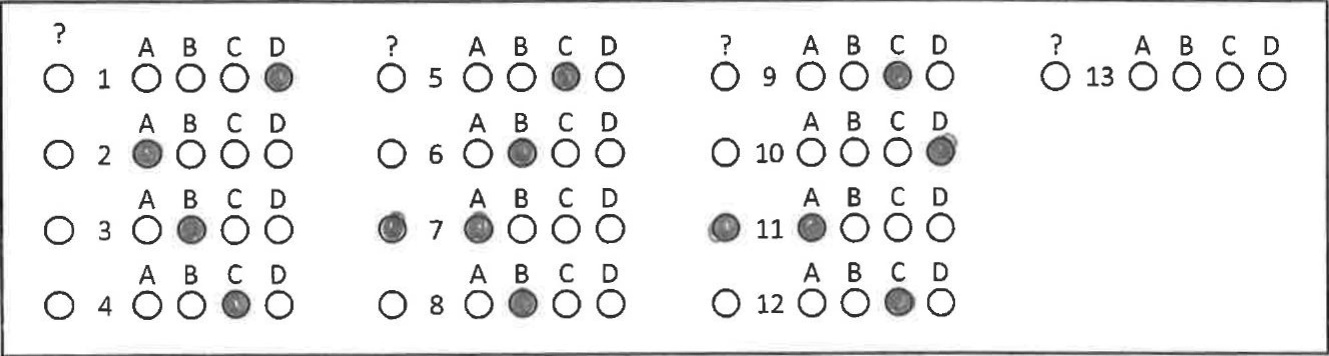 ? A B C D ? A B C D ? A B C D ? A B C D
1 5 9 13
A B C D A B C D A B C D
2 6 10
A B C D A B C D A B C D
3 7 11
A B C D A B C D A B C D
4 8 12